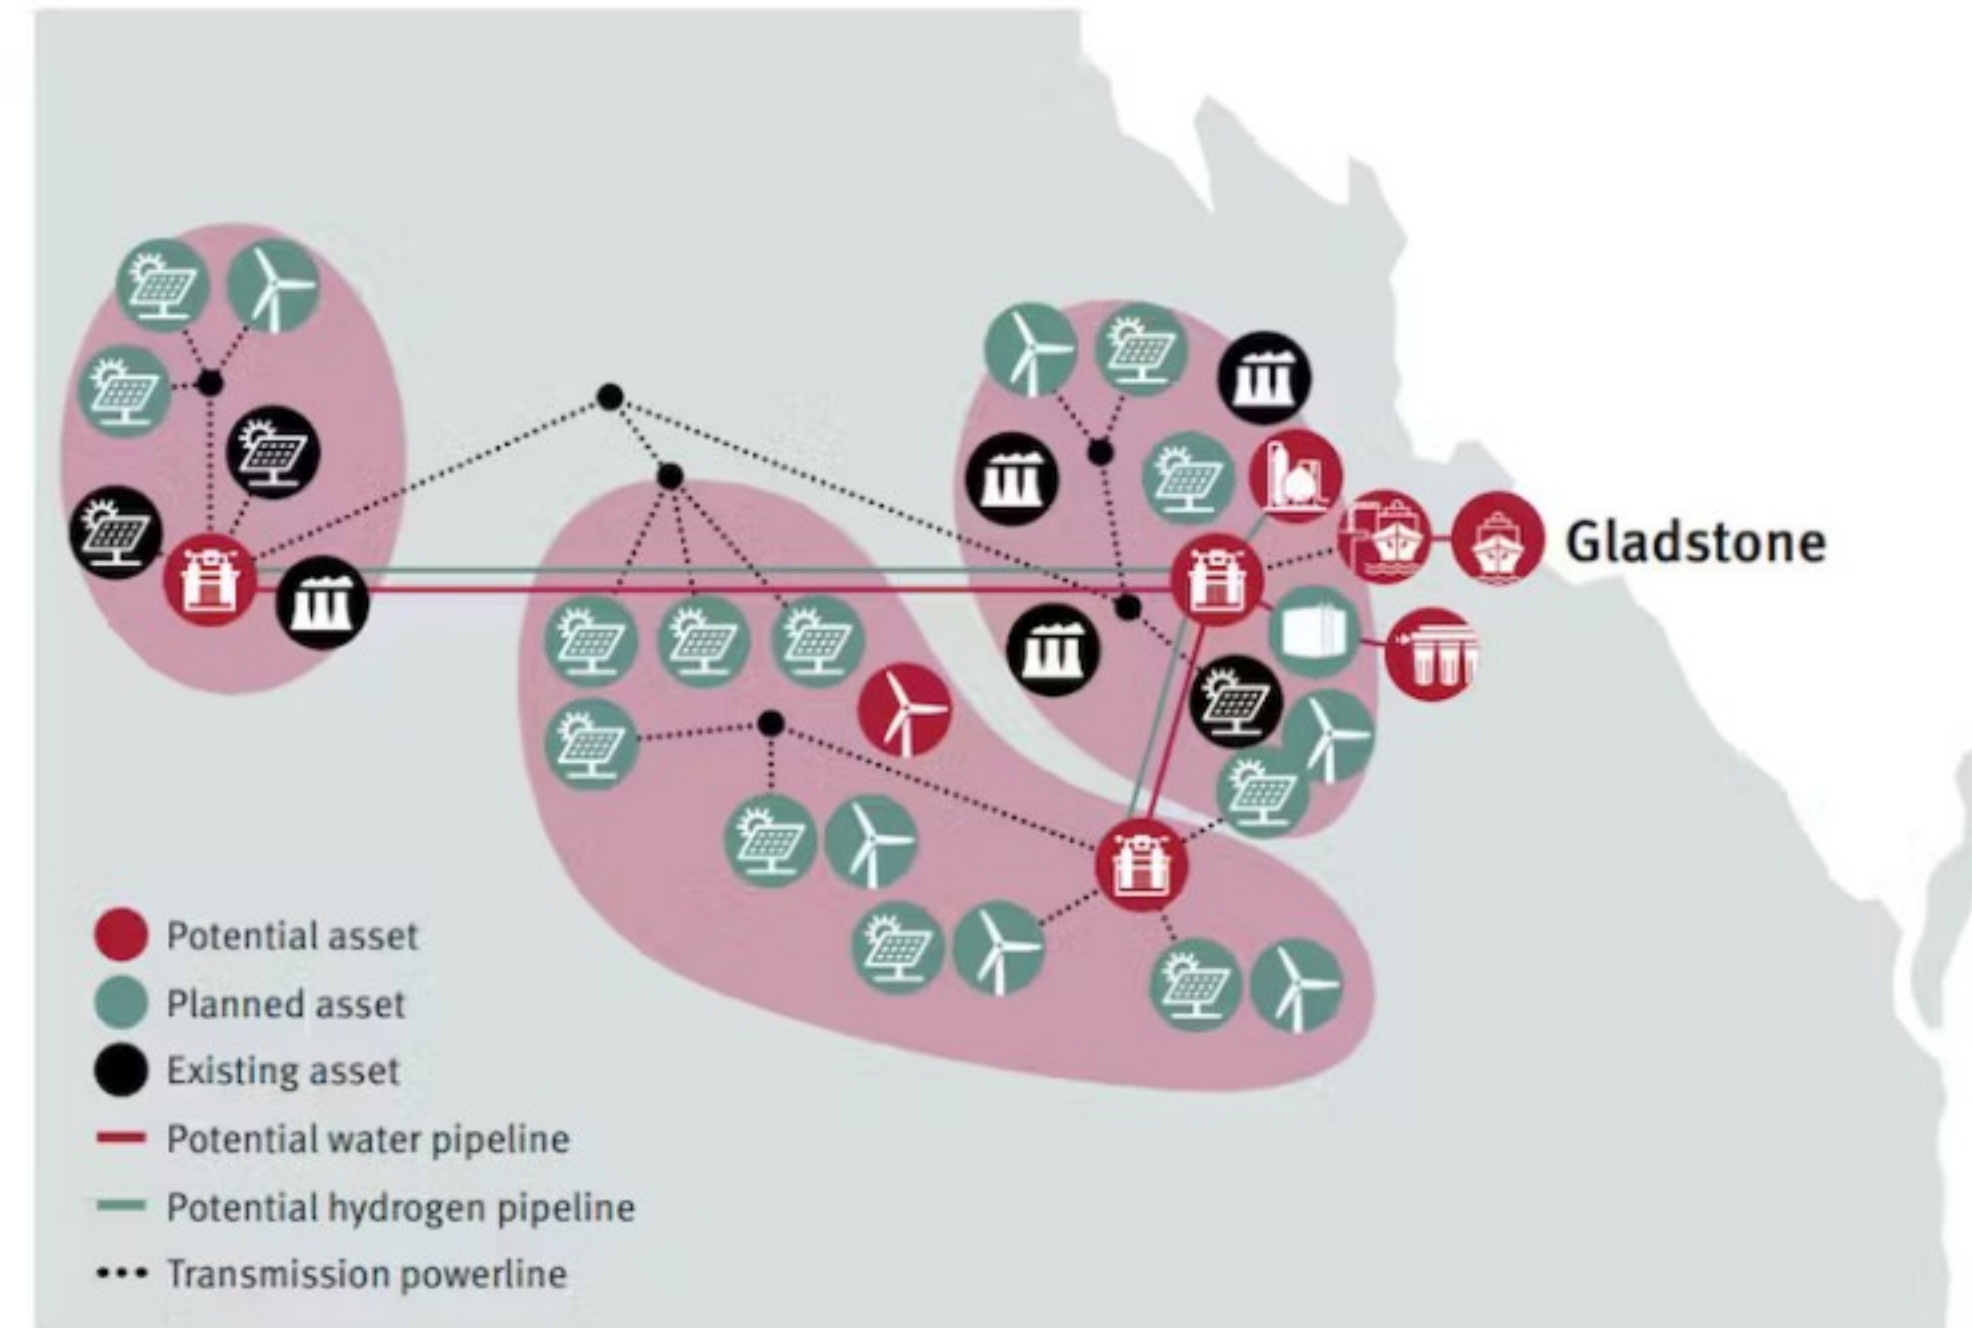 Gladstone
Potential asset
Planned asset
Existing asset
Potential water pipeline
Potential hydrogen pipeline
Transmission powerline